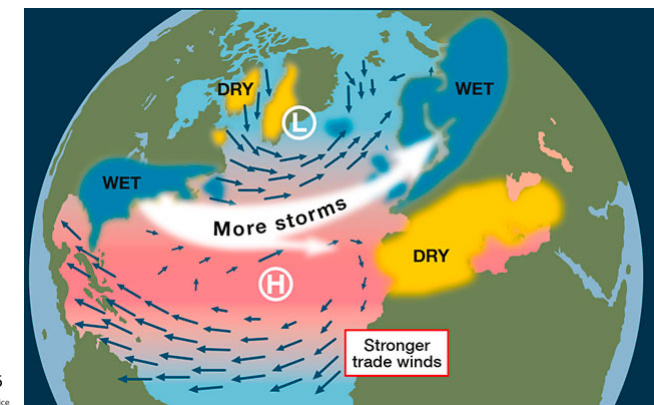 DRY
WET
L
WET
More storms
DRY
H
Stronger
trade winds